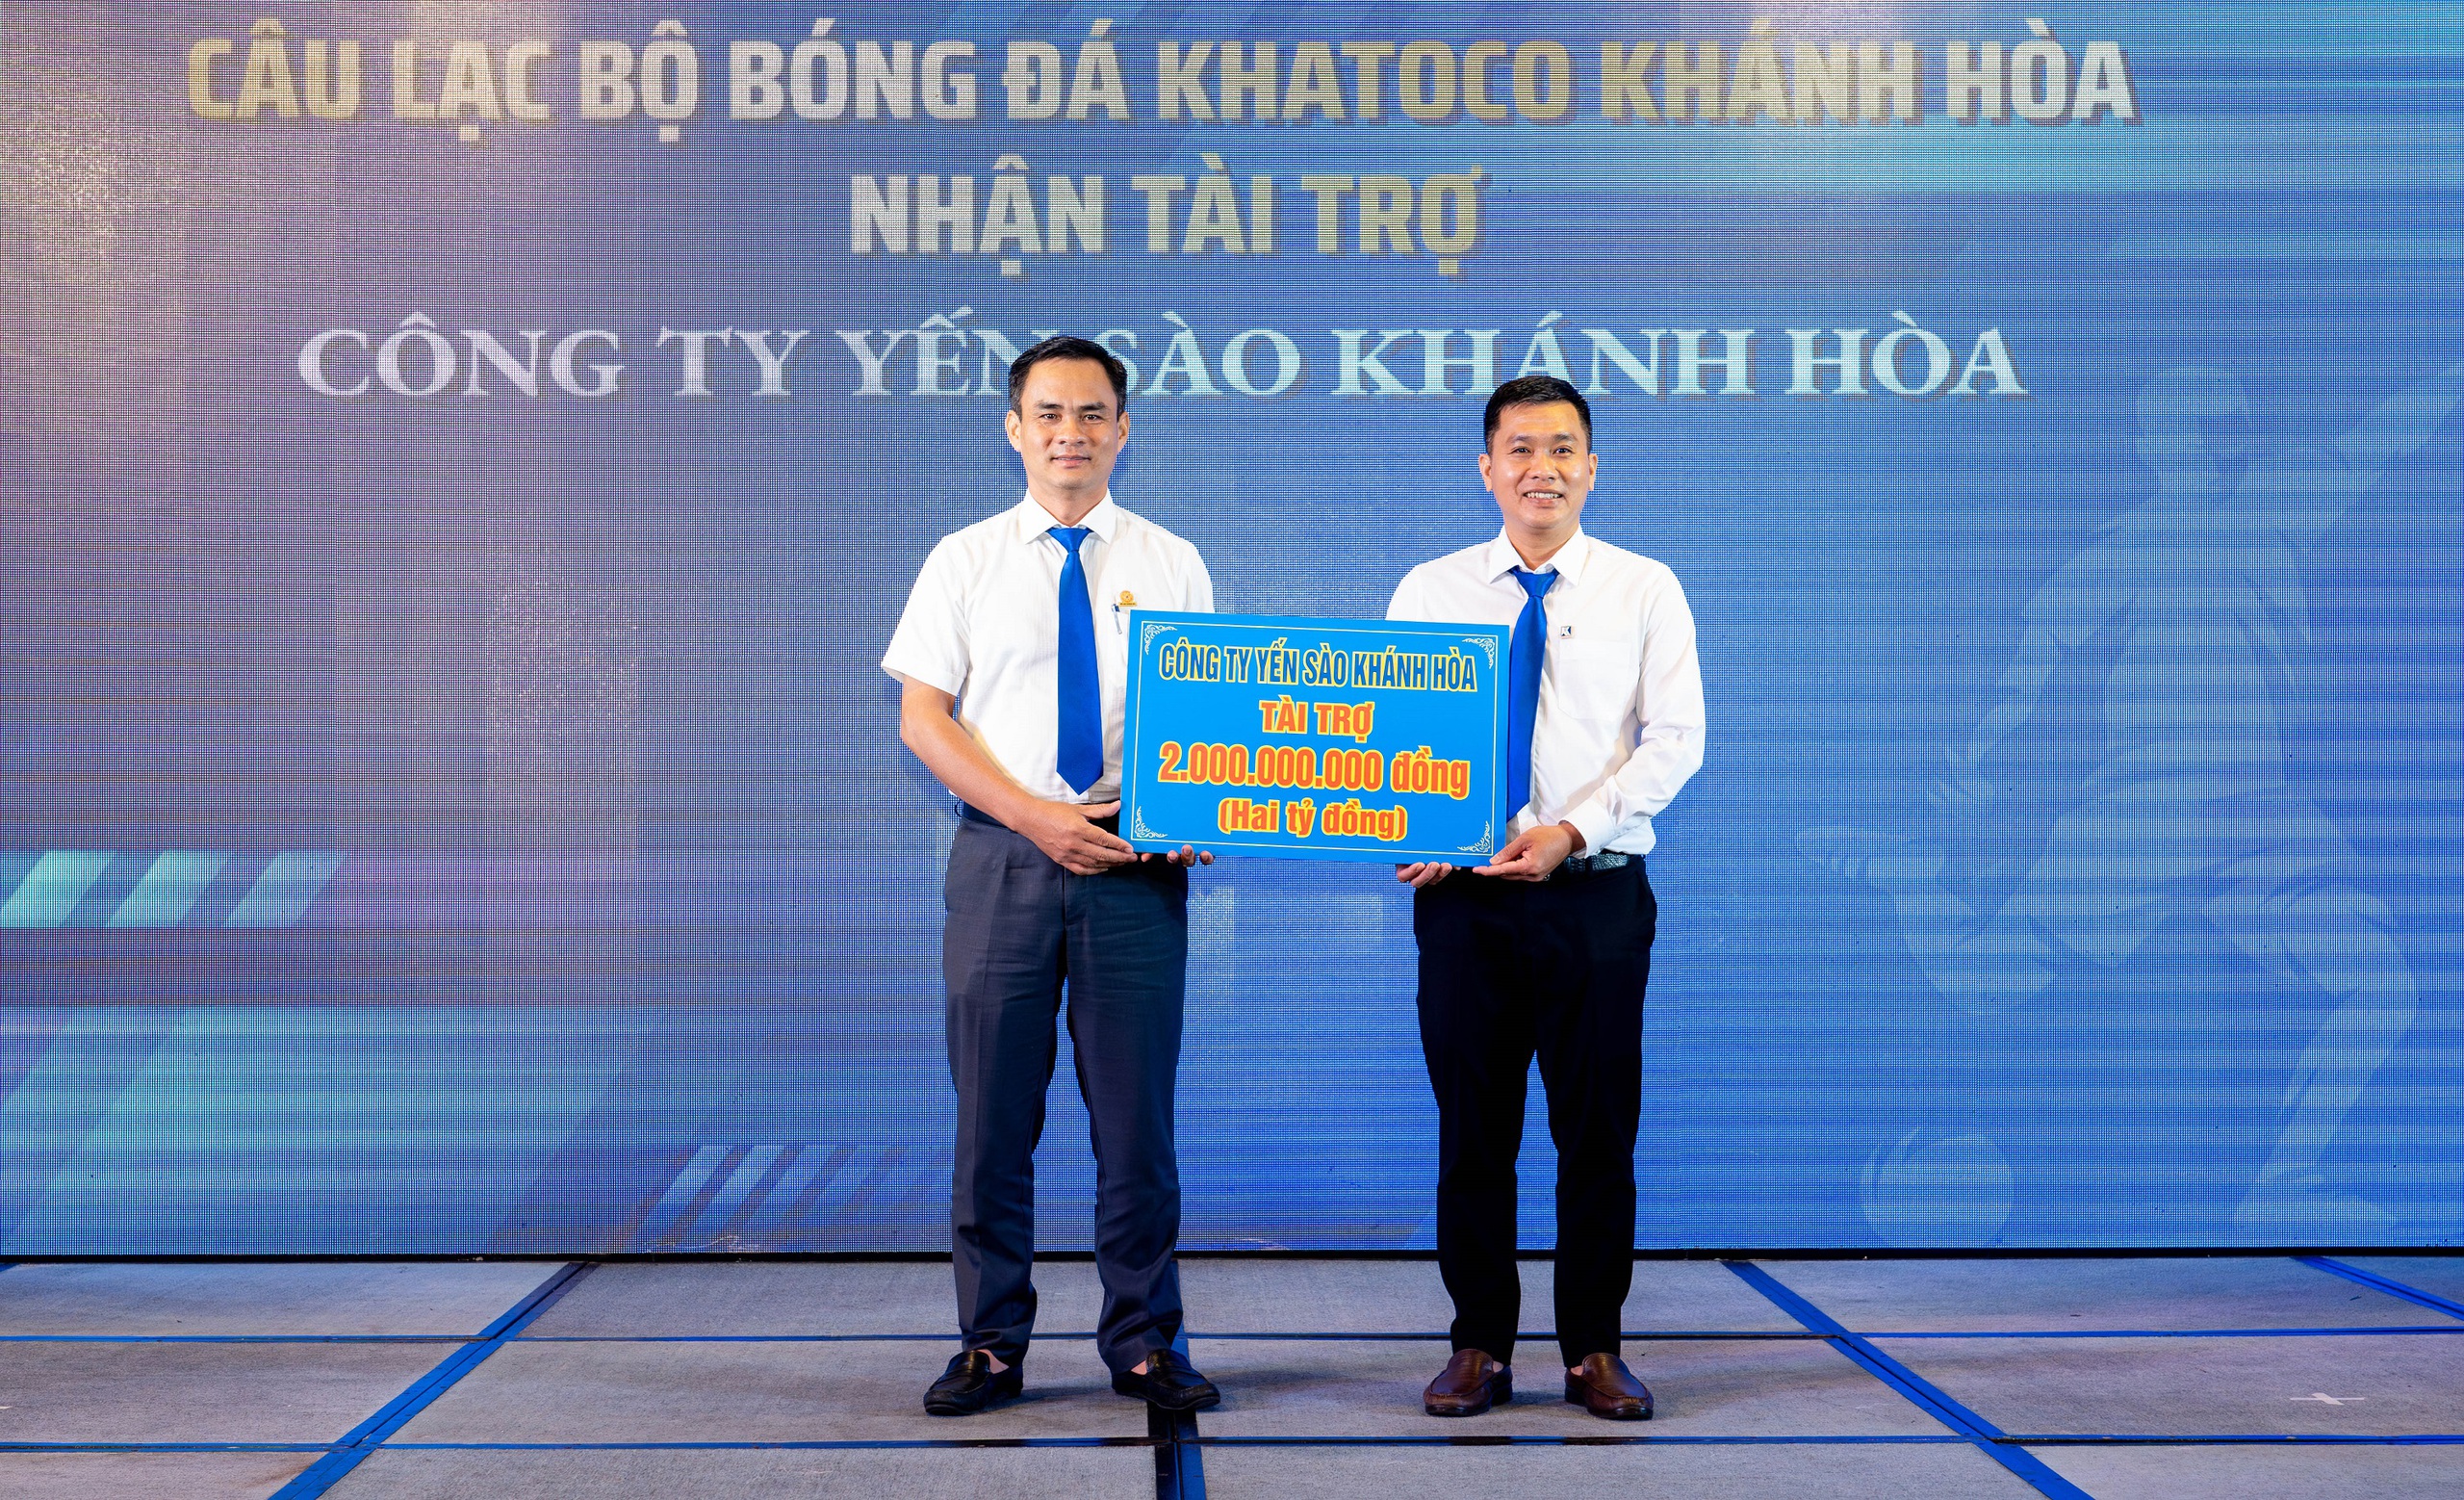 CÂU LẠC BỘ BÓNG ĐÁ KHATOCO KHÁNH HÒA
NHẬN TÀI TRỢ
CÔNG TY YẾN SÀO KHÁNH HÒA
CÔNG TY YẾN SÀO KHÁNH HÒA
TÀI TRỢ
2.000.000.000 đồng
(Hai tỷ đồng)